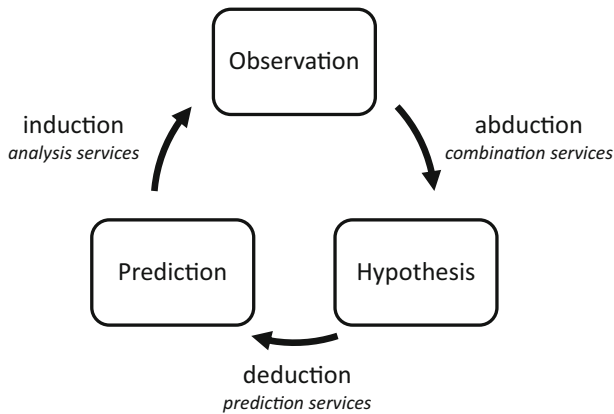 Observation
induction
analysis services
abduction
combination services
Prediction
Hypothesis
deduction
prediction services